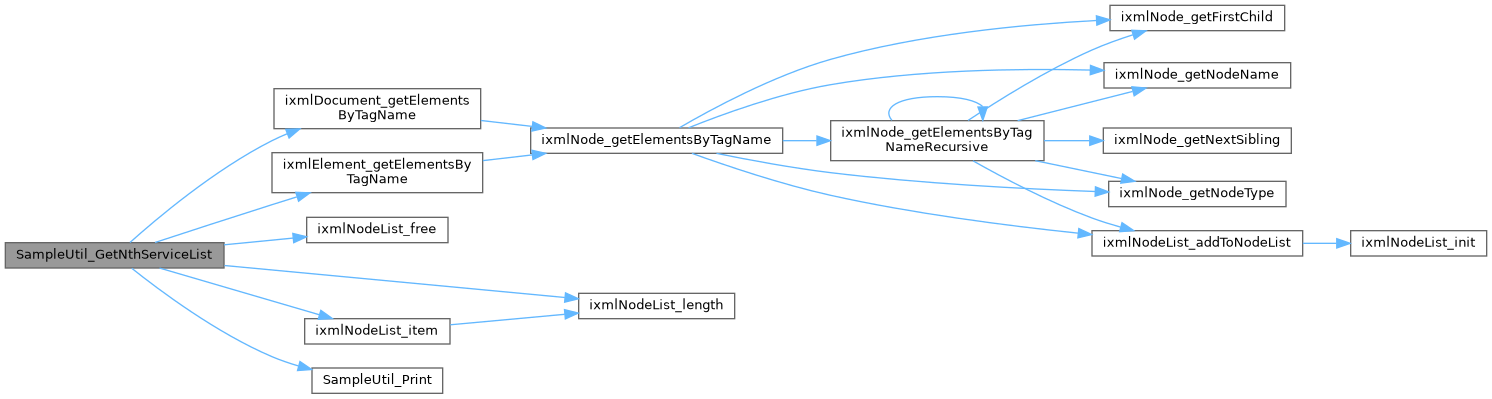 SampleUtil_GetNthServiceList
ixmlDocument_getElements
ByTagName
ixmlElement_getElementsBy
TagName
ixmlNodeList_free
ixmlNodeList_item
SampleUtil_Print
ixmlNode_getElementsByTagName
ixmlNodeList_length
ixmlNode_getElementsByTag
NameRecursive
ixmlNode_getFirstChild
ixmlNode_getNodeName
ixmlNode_getNextSibling
ixmlNode_getNodeType
ixmlNodeList_addToNodeList
ixmlNodeList_init